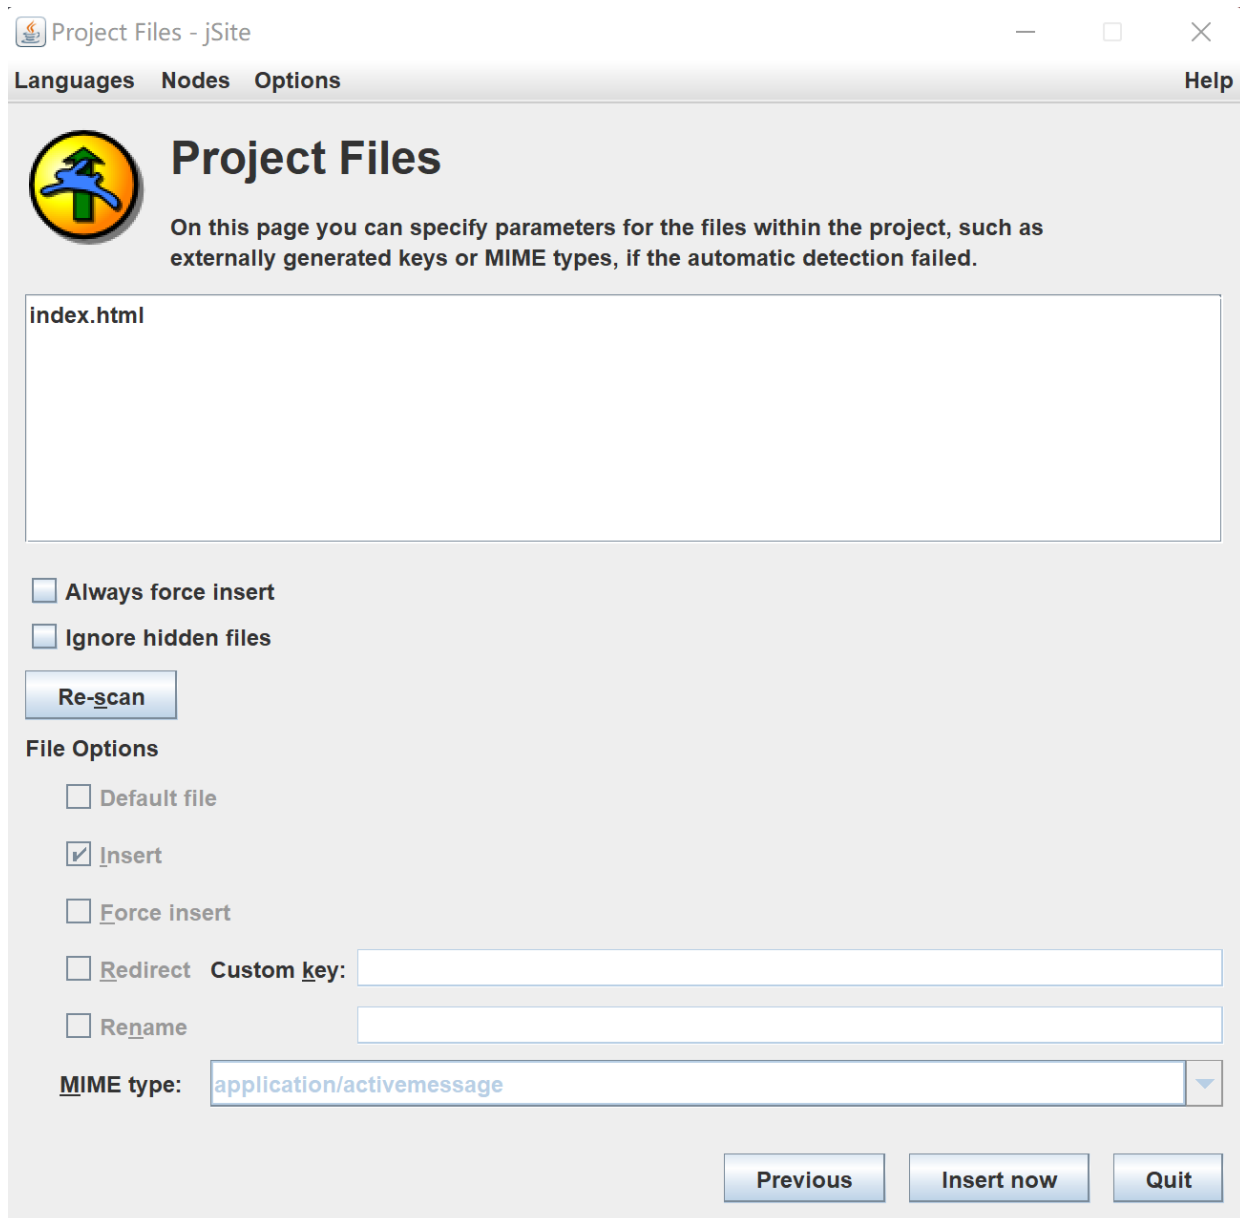 Project Files - jSite
Languages Nodes Options Help
Project Files
On this page you can specify parameters for the files within the project, such as
externally generated keys or MIME types, if the automatic detection failed.
index.html
Always force insert
Ignore hidden files
Re-scan
File Options
Default file
Insert
Force insert
Redirect Custom key:
Rename
MIME type: application/activemessage
Previous Insert now Quit